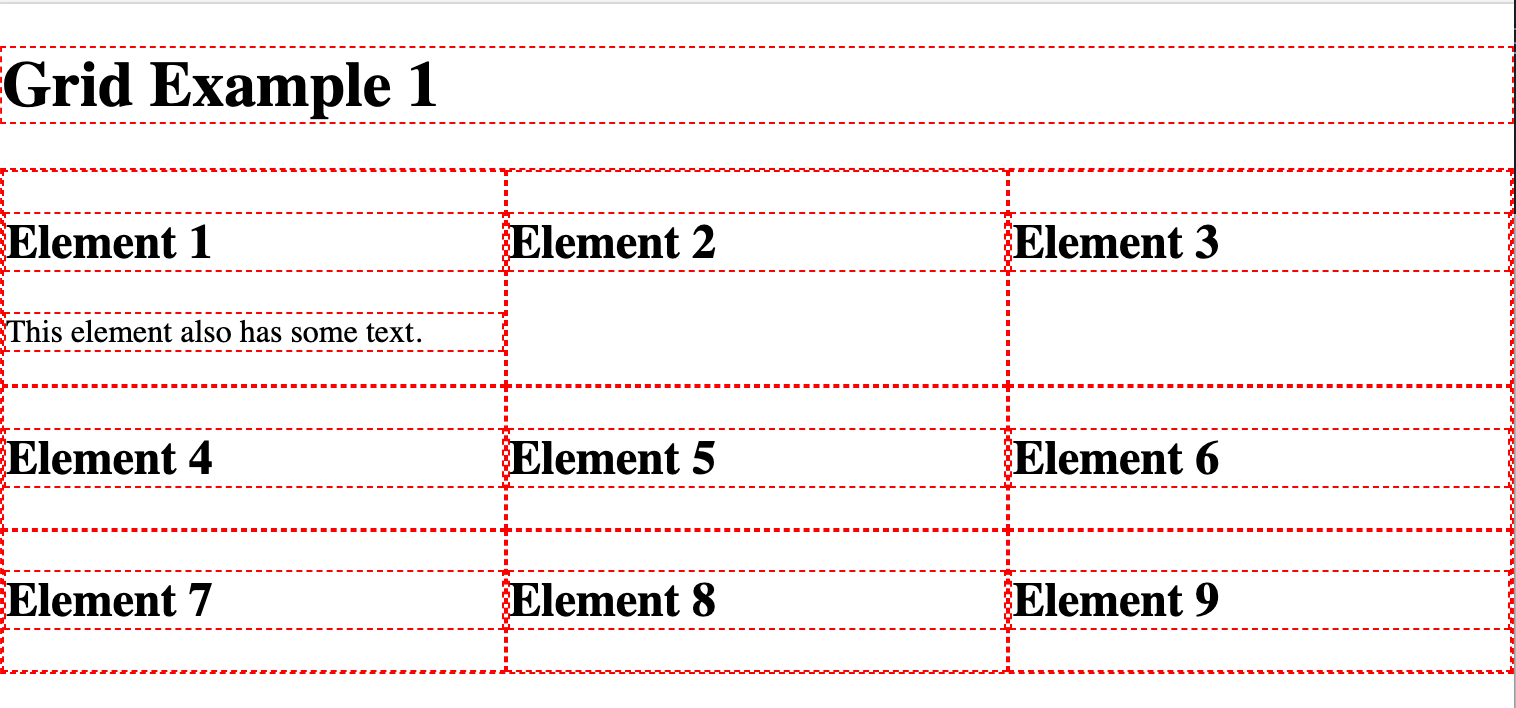 Grid Example 1
Element 1
Element 2
Element 3
This element also has some text.
Element 4
Element 5
Element 6
Element 7
Element 8
Element 9